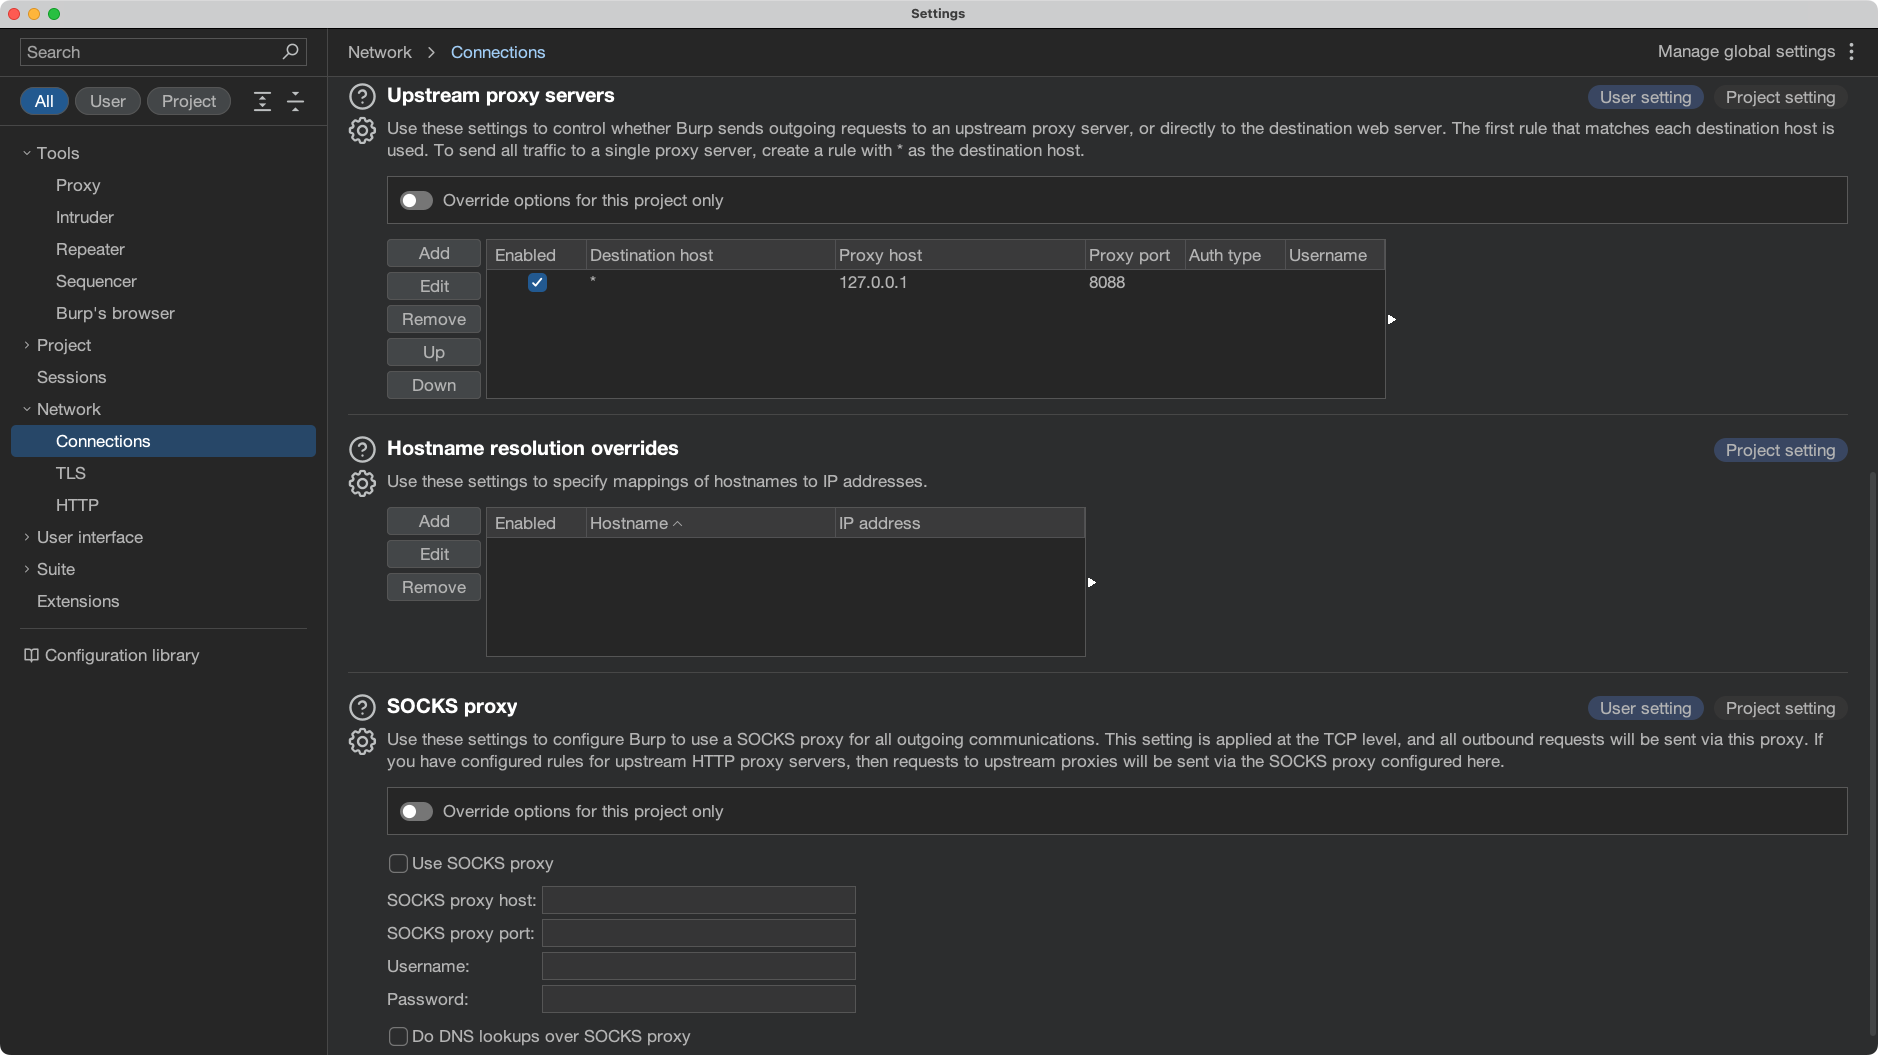 Settings
Search
Network > Connections
Manage global settings
All
User
Project
Tools
Proxy
Intruder
Repeater
Sequencer
Burp's browser
Project
Sessions
Network
Connections
TLS
HTTP
User interface
Suite
Extensions
Configuration library
Upstream proxy servers
User setting
Project setting
Use these settings to control whether Burp sends outgoing requests to an upstream proxy server, or directly to the destination web server. The first rule that matches each destination host is
used. To send all traffic to a single proxy server, create a rule with * as the destination host.
Override options for this project only
Add
Edit
Remove
Up
Down
Enabled Destination host Proxy host Proxy port Auth type Username
* 127.0.0.1 8088
Hostname resolution overrides
Project setting
Use these settings to specify mappings of hostnames to IP addresses.
Add
Edit
Remove
Enabled Hostname IP address
SOCKS proxy
User setting
Project setting
Use these settings to configure Burp to use a SOCKS proxy for all outgoing communications. This setting is applied at the TCP level, and all outbound requests will be sent via this proxy. If
you have configured rules for upstream HTTP proxy servers, then requests to upstream proxies will be sent via the SOCKS proxy configured here.
Override options for this project only
Use SOCKS proxy
SOCKS proxy host:
SOCKS proxy port:
Username:
Password:
Do DNS lookups over SOCKS proxy